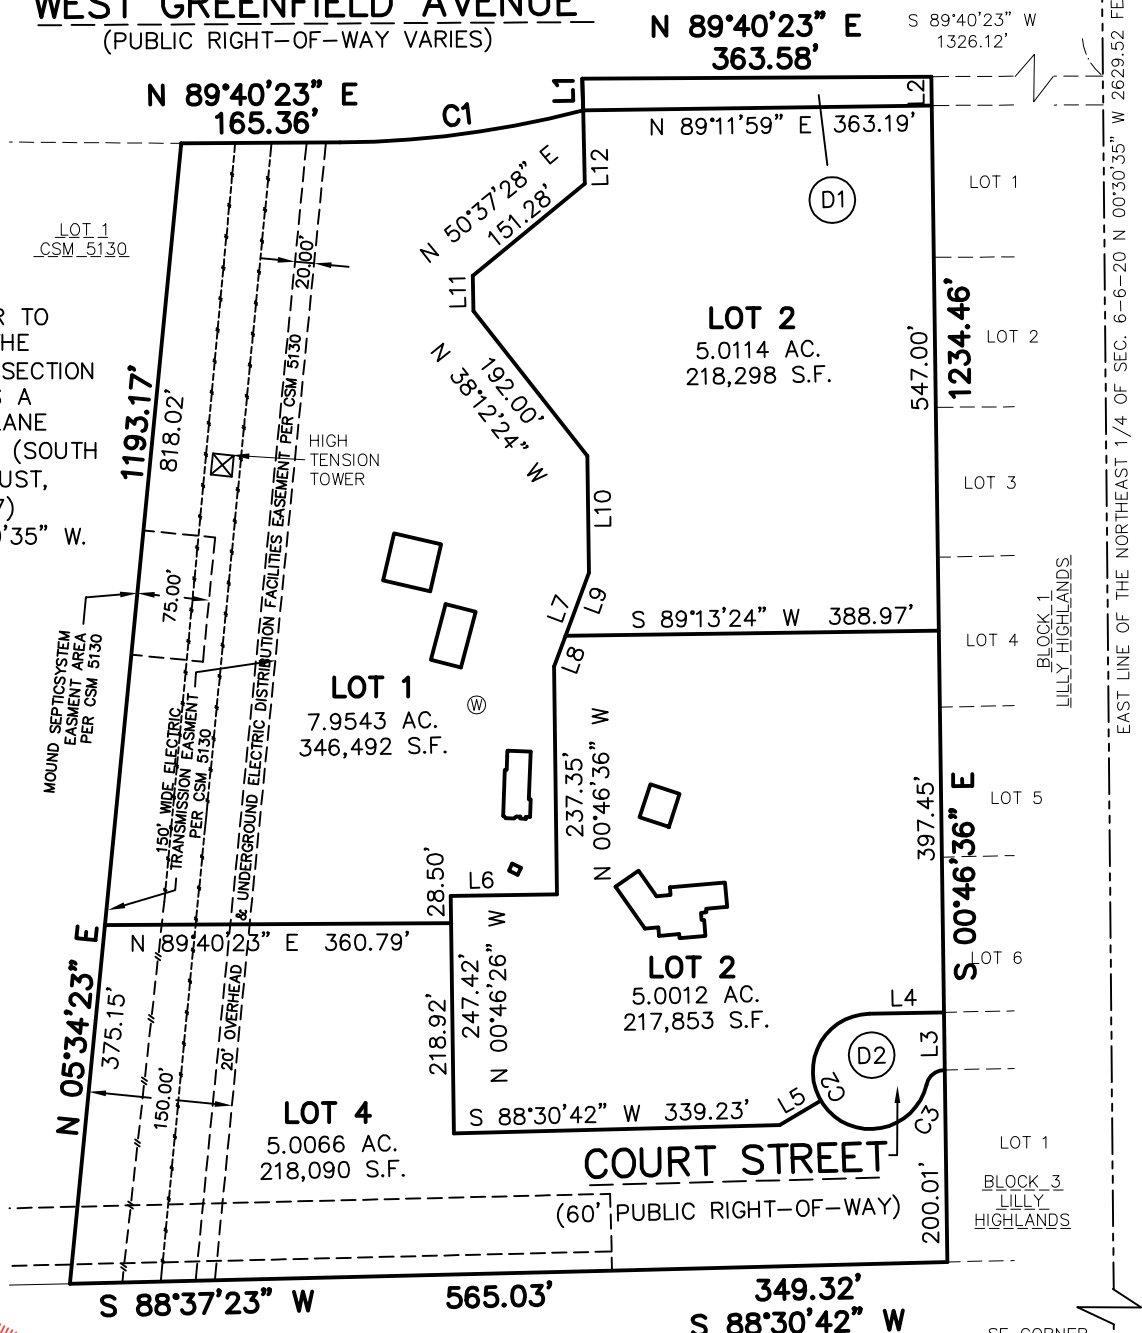 WEST GREENFIELD AVENUE
(PUBLIC RIGHT-OF-WAY VARIES)
N 89°40'23" E
165.36'
C1
L1
N 89°40'23" E
363.58'
S 89°40'23" W
1326.12'
L2
N 89°11'59" E 363.19'
L12
D1
N 50°37'28" E
151.28'
LOT 1
CSM 5130
20.00'
L11
LOT 1
EAST LINE OF THE NORTHEAST 1/4 OF SEC. 6-6-20 N 00°30'35" W 2629.52
R TO
THE
SECTION
S A
LANE
(SOUTH
UST,
7)
0'35" W.
1193.17'
818.02'
LOT 2
5.0114 AC.
218,298 S.F.
547.00'
1234.46'
LOT 2
192.00'
N 38°12'24" W
HIGH
TENSION
TOWER
LOT 3
L10
75.00'
MOUND SEPTICSYSTEM
EASMENT AREA
PER CSM 5130
L7
L9
L8
S 89°13'24" W 388.97'
LOT 4
BLOCK 1
LILLY HIGHLANDS
LOT 1
7.9543 AC.
346,492 S.F.
W
150' WIDE ELECTRIC
TRANSMISSION EASMENT
PER CSM 5130
20' OVERHEAD & UNDERGROUND ELECTRIC DISTRIBUTION FACILITIES EASEMENT PER CSM 5130
237.35'
N 00°46'36" W
397.45'
S 00°46'36" E
LOT 5
28.50'
L6
N 89°40'23" E 360.79'
N 05°34'23" E
375.15'
LOT 6
LOT 2
5.0012 AC.
217,853 S.F.
218.92'
247.42'
N 00°46'26" W
L4
L3
D2
C2
C3
L5
150.00'
LOT 4
5.0066 AC.
218,090 S.F.
S 88°30'42" W 339.23'
COURT STREET
(60' PUBLIC RIGHT-OF-WAY)
200.01'
LOT 1
BLOCK 3
LILLY
HIGHLANDS
S 88°37'23" W
565.03'
349.32'
S 88°30'42" W
SE CORNER